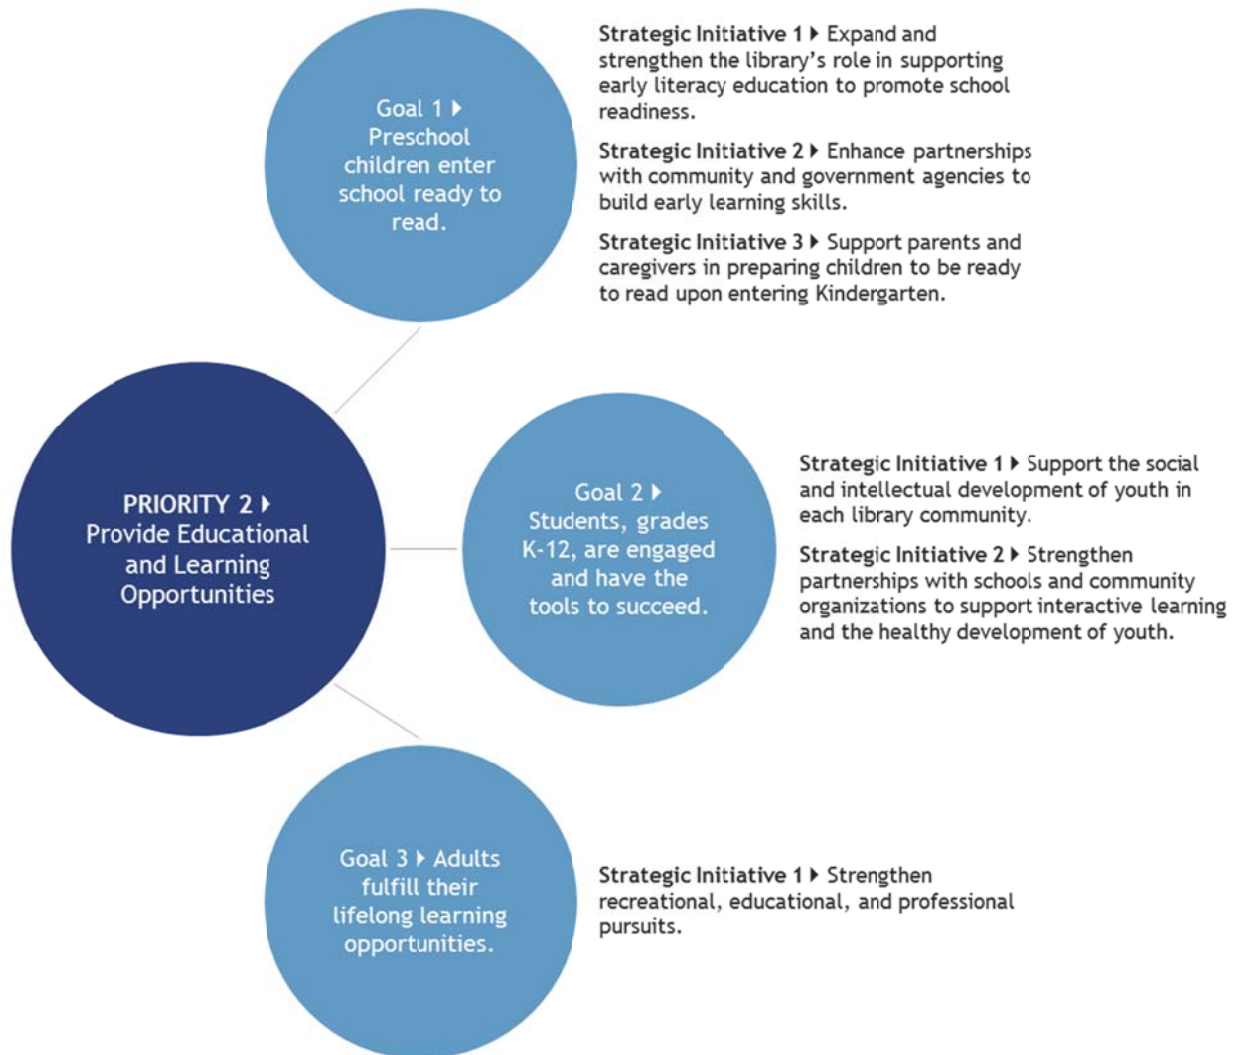 Goal 1 ▸
Preschool
children enter
school ready to
read.
Strategic Initiative 1 ▸ Expand and
strengthen the library’s role in supporting
early literacy education to promote school
readiness.
Strategic Initiative 2 ▸ Enhance partnerships
with community and government agencies to
build early learning skills.
Strategic Initiative 3 ▸ Support parents and
caregivers in preparing children to be ready
to read upon entering Kindergarten.
PRIORITY 2 ▸
Provide Educational
and Learning
Opportunities
Goal 2 ▸
Students, grades
K-12, are engaged
and have the
tools to succeed.
Strategic Initiative 1 ▸ Support the social
and intellectual development of youth in
each library community.
Strategic Initiative 2 ▸ Strengthen
partnerships with schools and community
organizations to support interactive learning
and the healthy development of youth.
Goal 3 ▸ Adults
fulfill their
lifelong learning
opportunities.
Strategic Initiative 1 ▸ Strengthen
recreational, educational, and professional
pursuits.